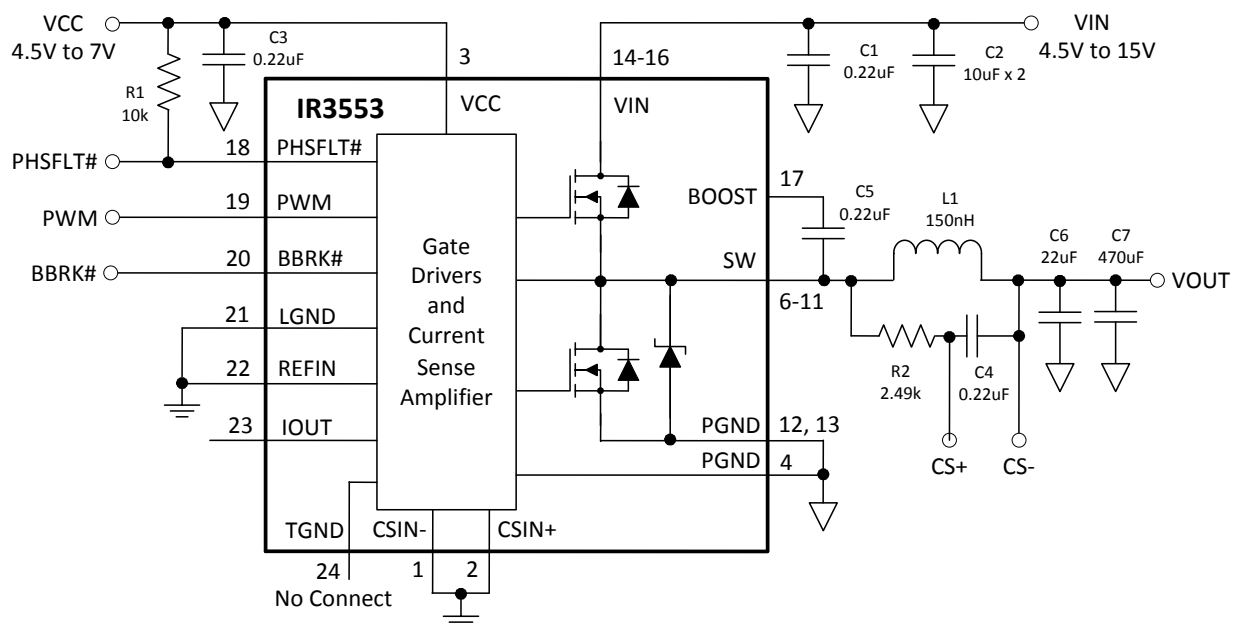 VCC
4.5V to 7V
C3
0.22uF
3
14-16
C1
0.22uF
C2
10uF x 2
VIN
4.5V to 15V
R1
10k
IR3553
VCC
VIN
PHSFLT#
18
PHSFLT#
PWM
19
PWM
BBRK#
20
BBRK#
21
LGND
22
REFIN
23
IOUT
Gate
Drivers
and
Current
Sense
Amplifier
BOOST
17
C5
0.22uF
SW
6-11
L1
150nH
C6
22uF
C7
470uF
VOUT
R2
2.49k
C4
0.22uF
CS+
CS-
PGND
12, 13
PGND
4
TGND
CSIN-
CSIN+
24
No Connect
1
2